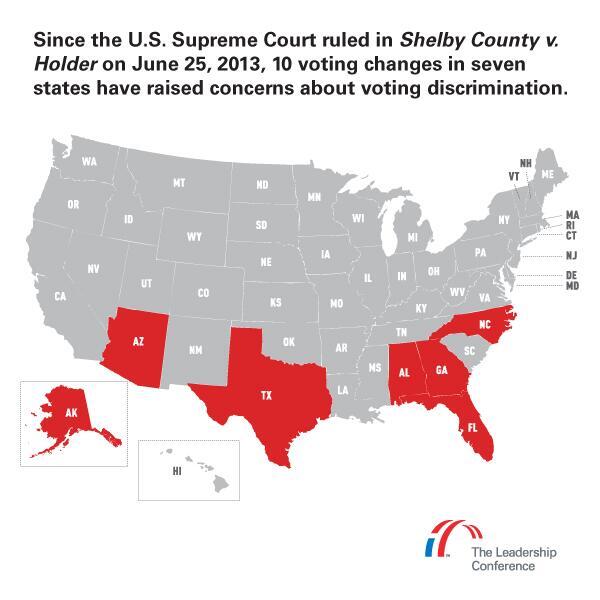 Since the U.S. Supreme Court ruled in Shelby County v.
Holder on June 25, 2013, 10 voting changes in seven
states have raised concerns about voting discrimination.
WA
MT
ND
MN
NH
VT
ME
OR
ID
WY
SD
WI
MI
NY
MA
RI
CT
NV
UT
CO
NE
IA
IL
IN
OH
PA
NJ
DE
MD
CA
KS
MO
KY
WV
VA
AZ
NM
OK
AR
TN
NC
SC
TX
LA
MS
AL
GA
FL
AK
HI
The Leadership
Conference